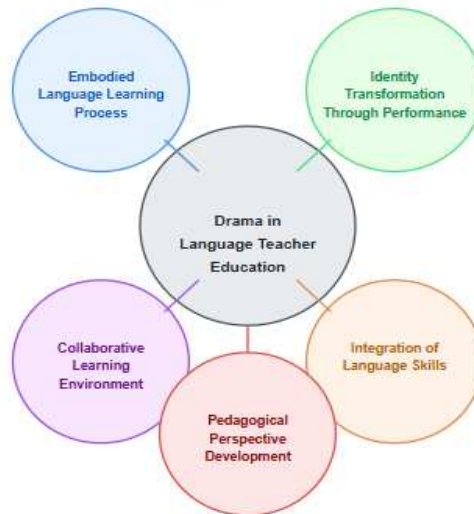 Embodied
Language Learning
Process
Identity
Transformation
Through Performance
Drama in
Language Teacher
Education
Collaborative
Learning
Environment
Integration of
Language Skills
Pedagogical
Perspective
Development